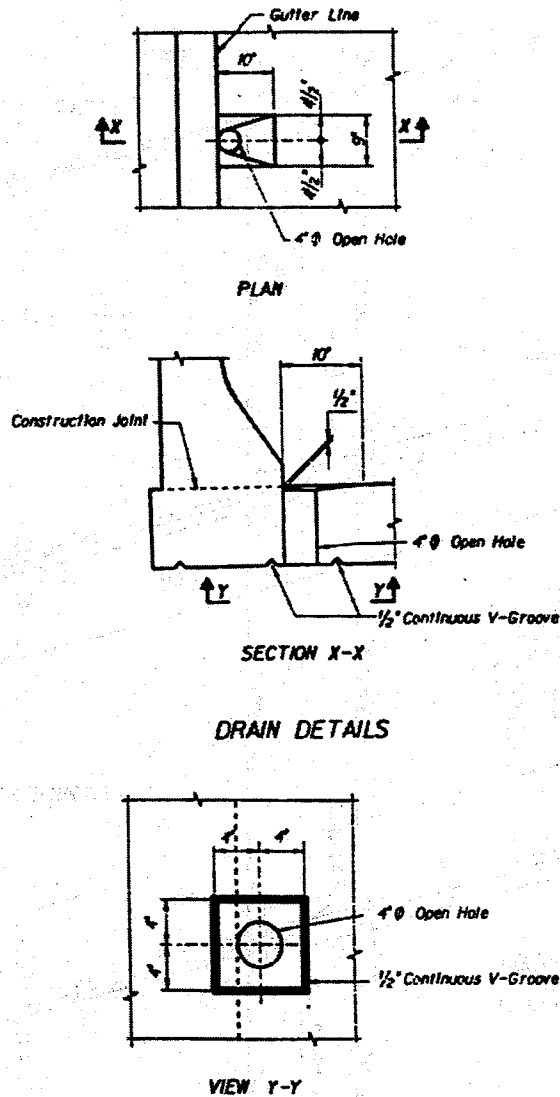 Gutter Line
10"
4½"
X
X
9"
4½"
4"Φ Open Hole
PLAN
10"
½"
Construction Joint
4"Φ Open Hole
Y
Y
½" Continuous V-Groove
SECTION X-X
DRAIN DETAILS
4"
4"
4"
4"Φ Open Hole
4"
½" Continuous V-Groove
VIEW Y-Y